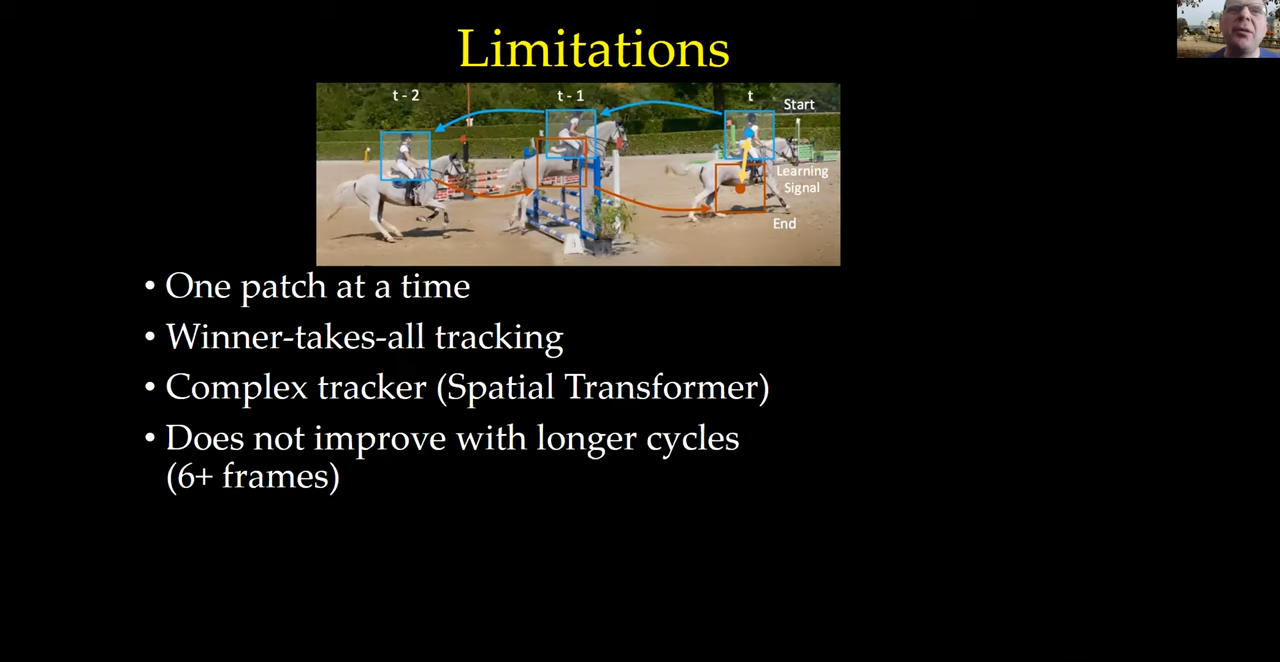 Limitations
t - 2
t - 1
t
Start
Learning
Signal
End
• One patch at a time
• Winner-takes-all tracking
• Complex tracker (Spatial Transformer)
• Does not improve with longer cycles
(6+ frames)